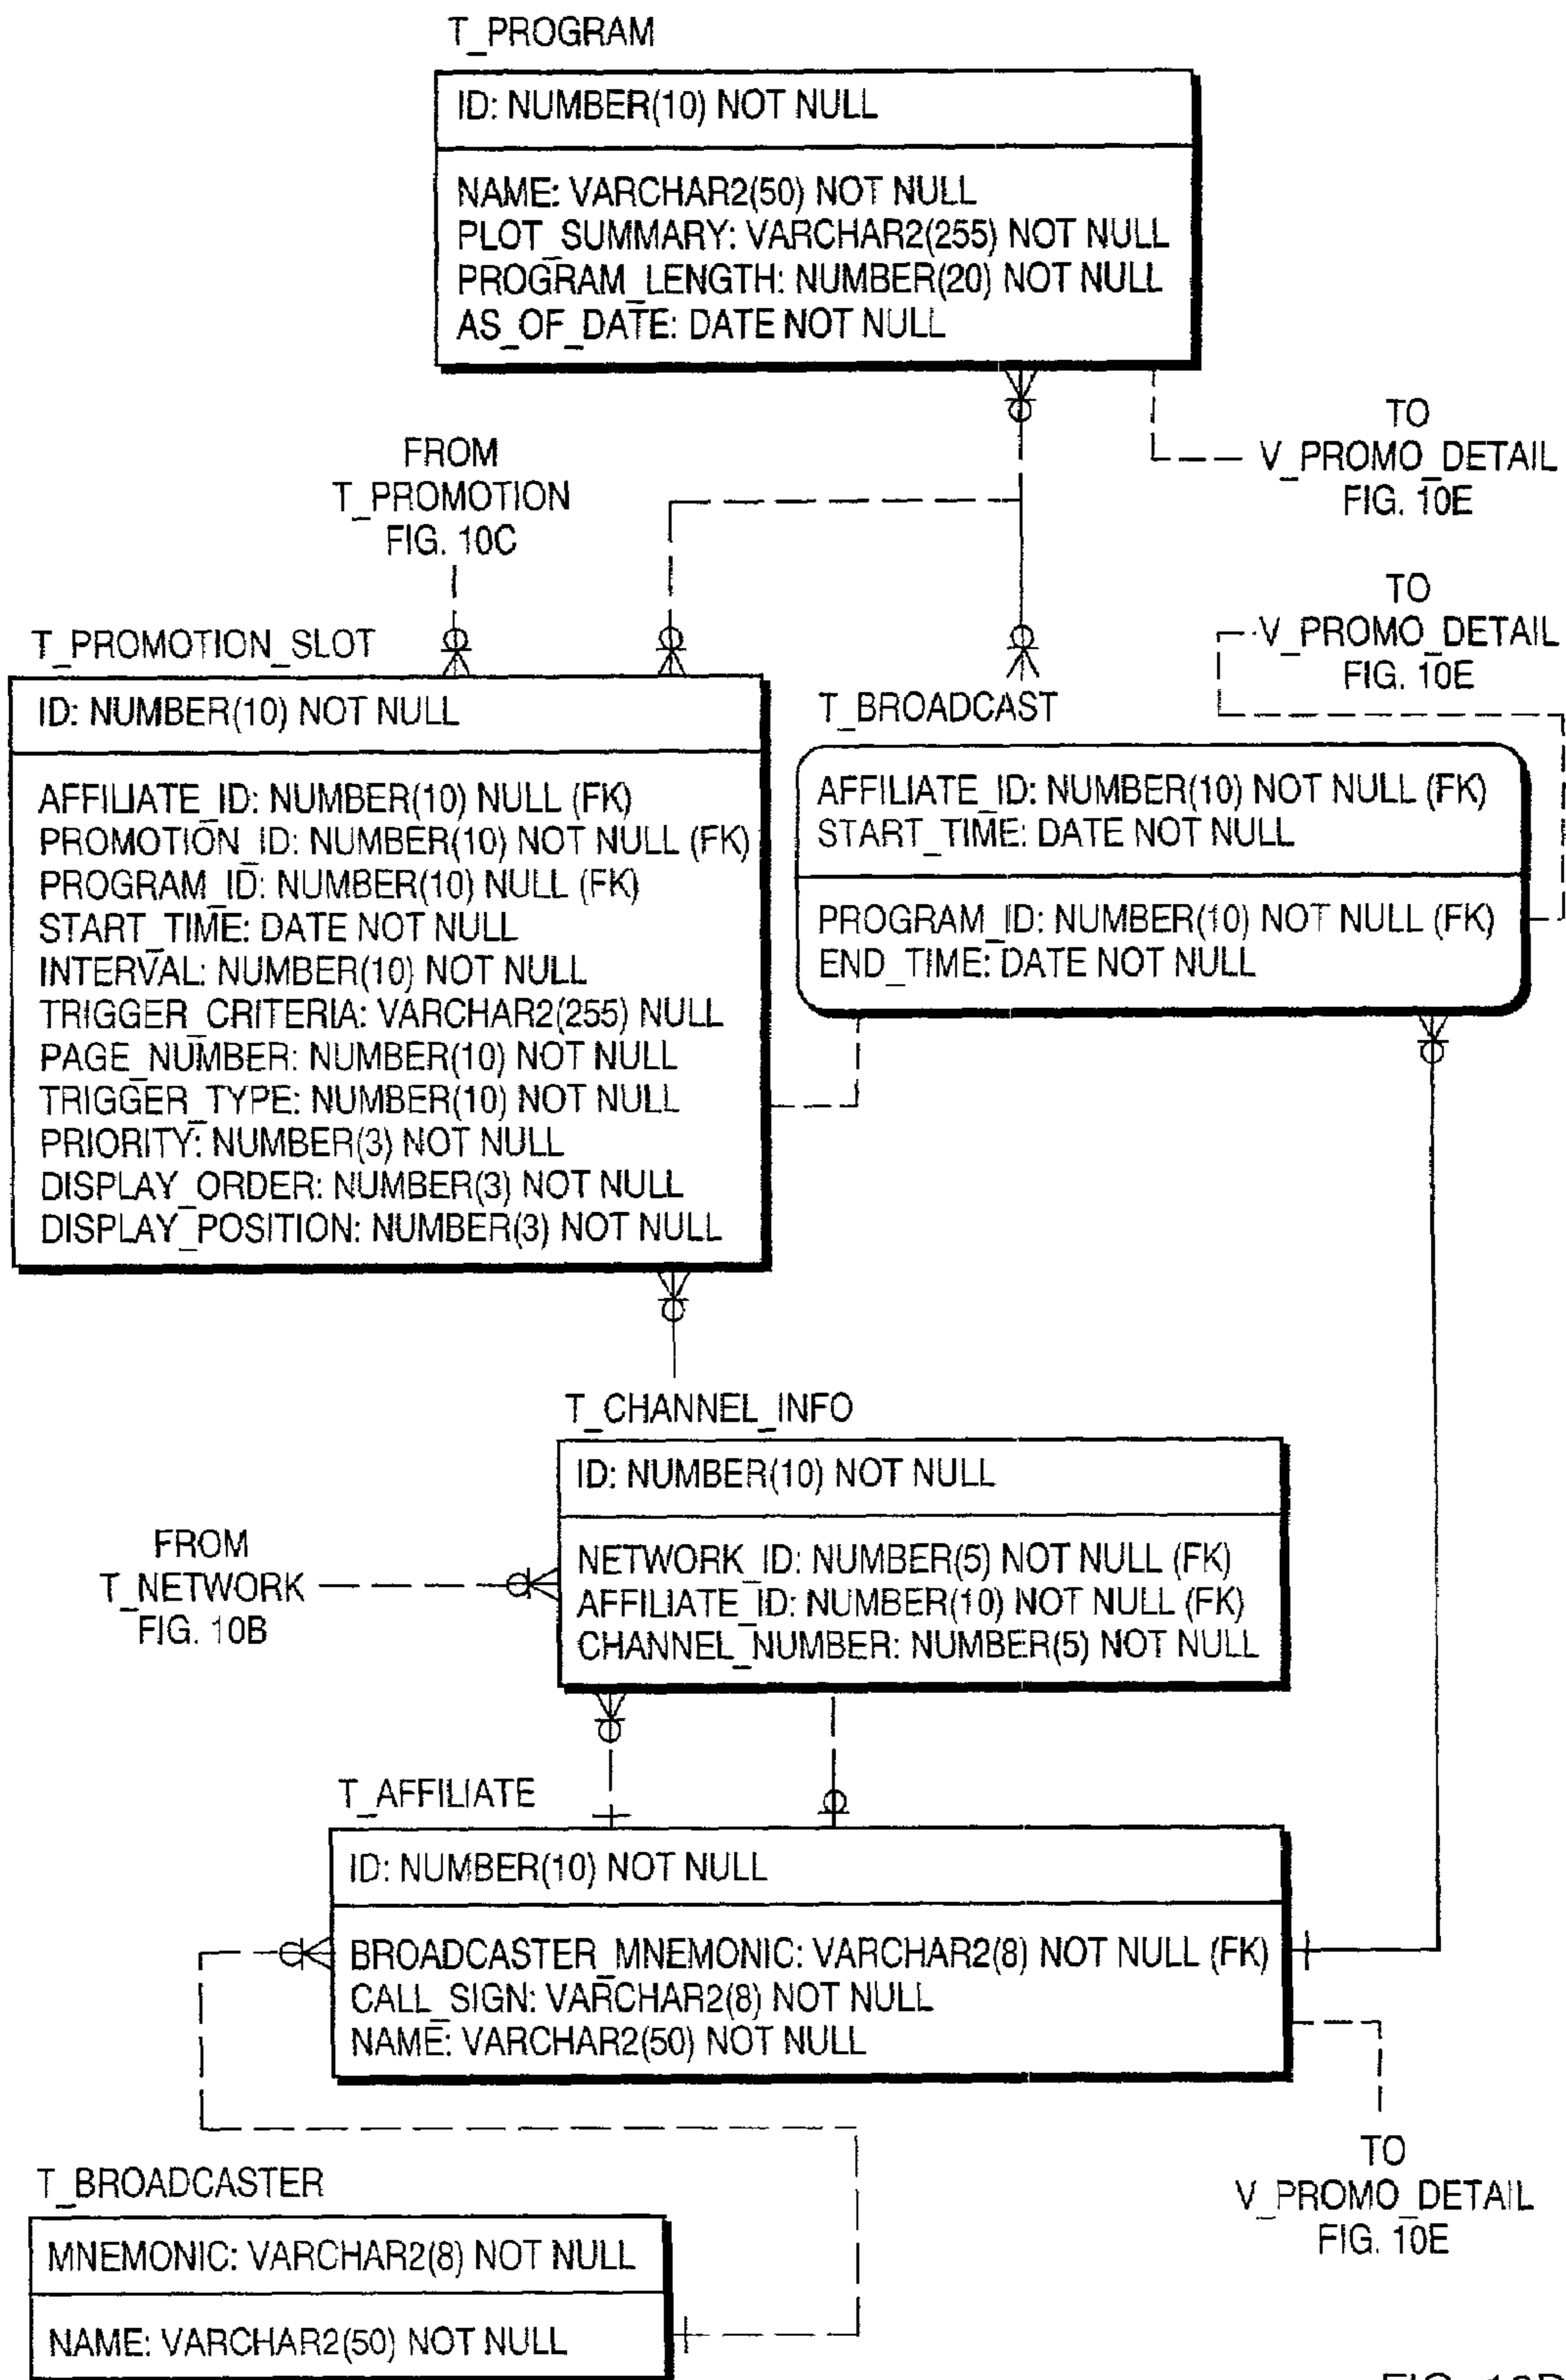 T_PROGRAM
ID: NUMBER(10) NOT NULL
NAME: VARCHAR2(50) NOT NULL
PLOT_SUMMARY: VARCHAR2(255) NOT NULL
PROGRAM_LENGTH: NUMBER(20) NOT NULL
AS_OF_DATE: DATE NOT NULL
TO
V_PROMO_DETAIL
FIG. 10E
FROM
T_PROMOTION
FIG. 10C
TO
V_PROMO_DETAIL
FIG. 10E
T_PROMOTION_SLOT
ID: NUMBER(10) NOT NULL
AFFILIATE_ID: NUMBER(10) NULL (FK)
PROMOTION_ID: NUMBER(10) NOT NULL (FK)
PROGRAM_ID: NUMBER(10) NULL (FK)
START_TIME: DATE NOT NULL
INTERVAL: NUMBER(10) NOT NULL
TRIGGER_CRITERIA: VARCHAR2(255) NULL
PAGE_NUMBER: NUMBER(10) NOT NULL
TRIGGER_TYPE: NUMBER(10) NOT NULL
PRIORITY: NUMBER(3) NOT NULL
DISPLAY_ORDER: NUMBER(3) NOT NULL
DISPLAY_POSITION: NUMBER(3) NOT NULL
T_BROADCAST
AFFILIATE_ID: NUMBER(10) NOT NULL (FK)
START_TIME: DATE NOT NULL
PROGRAM_ID: NUMBER(10) NOT NULL (FK)
END_TIME: DATE NOT NULL
T_CHANNEL_INFO
ID: NUMBER(10) NOT NULL
NETWORK_ID: NUMBER(5) NOT NULL (FK)
AFFILIATE_ID: NUMBER(10) NOT NULL (FK)
CHANNEL_NUMBER: NUMBER(5) NOT NULL
FROM
T_NETWORK
FIG. 10B
T_AFFILIATE
ID: NUMBER(10) NOT NULL
BROADCASTER_MNEMONIC: VARCHAR2(8) NOT NULL (FK)
CALL_SIGN: VARCHAR2(8) NOT NULL
NAME: VARCHAR2(50) NOT NULL
TO
V_PROMO_DETAIL
FIG. 10E
T_BROADCASTER
MNEMONIC: VARCHAR2(8) NOT NULL
NAME: VARCHAR2(50) NOT NULL